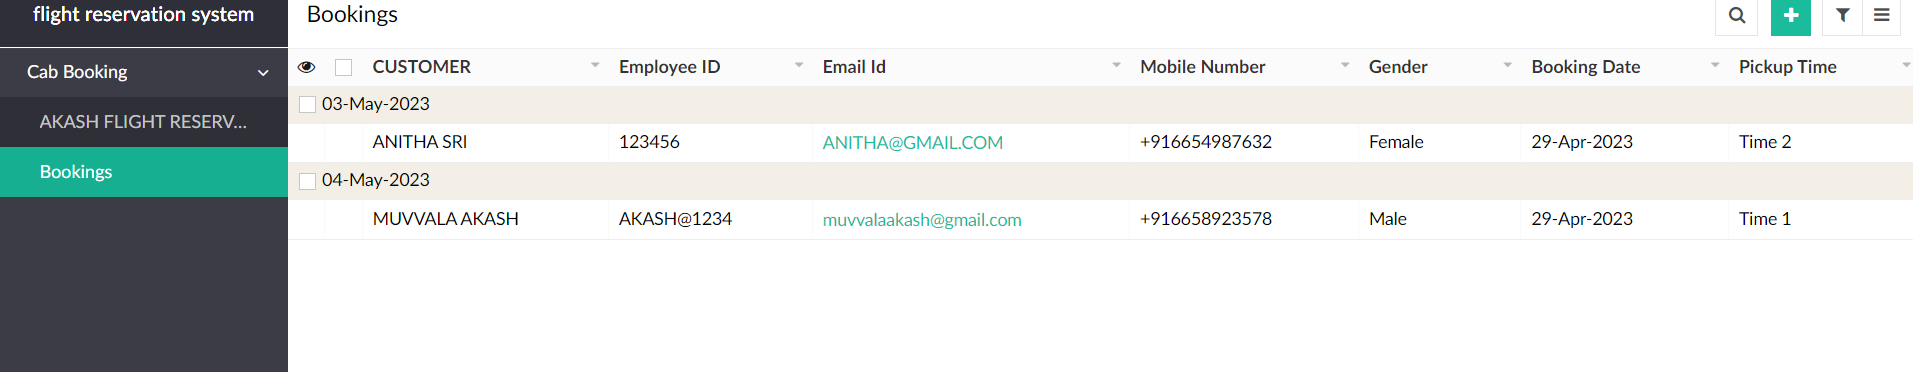 flight reservation system
Cab Booking
AKASH FLIGHT RESERV...
Bookings
Bookings
CUSTOMER Employee ID Email Id Mobile Number Gender Booking Date Pickup Time
03-May-2023
ANITHA SRI 123456 ANITHA@GMAIL.COM +916654987632 Female 29-Apr-2023 Time 2
04-May-2023
MUVVALA AKASH AKASH@1234 muvvalaakash@gmail.com +916658923578 Male 29-Apr-2023 Time 1